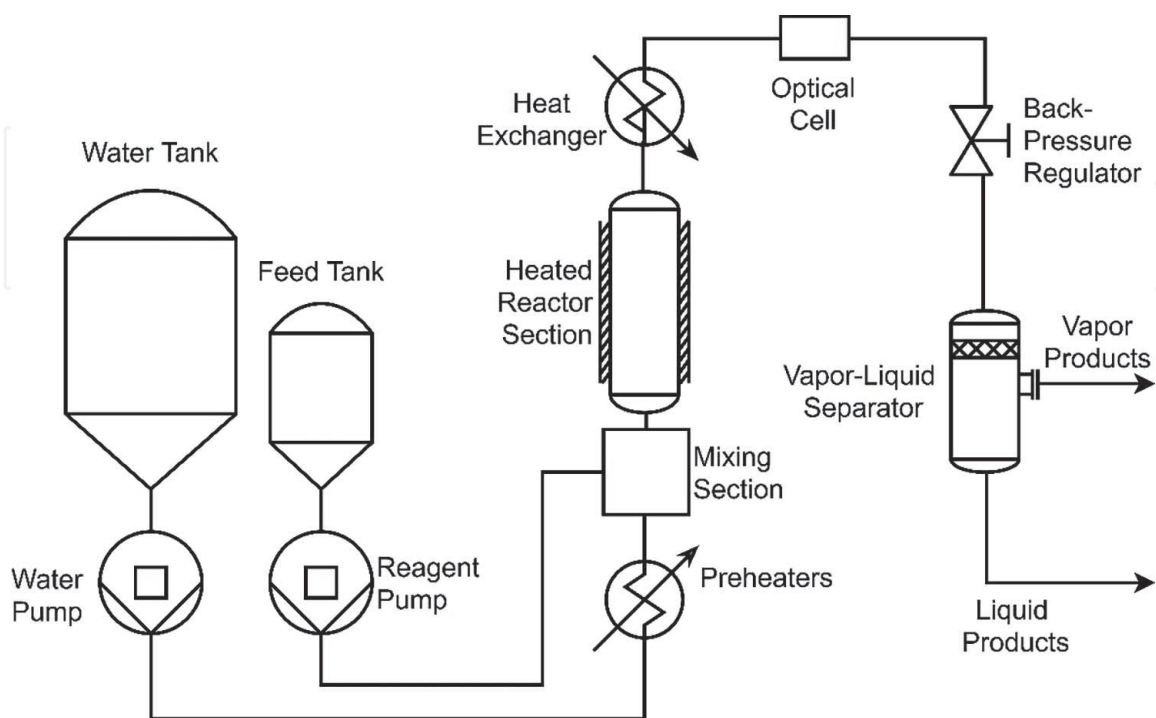 Water Tank
Feed Tank
Water
Pump
Reagent
Pump
Preheaters
Mixing
Section
Heated
Reactor
Section
Heat
Exchanger
Optical
Cell
Back-
Pressure
Regulator
Vapor-Liquid
Separator
Vapor
Products
Liquid
Products